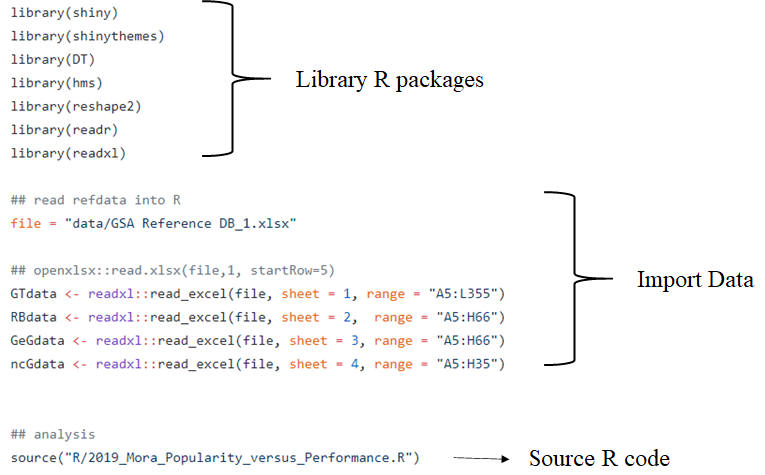 library(shiny)
library(shinythemes)
library(DT)
library(hms)
library(reshape2)
library(readr)
library(readxl)
Library R packages
## read refdata into R
file = "data/GSA Reference DB_1.xlsx"
## openxlsx::read.xlsx(file,1, startRow=5)
GTdata <- readxl::read_excel(file, sheet = 1, range = "A5:L355")
RBdata <- readxl::read_excel(file, sheet = 2,  range = "A5:H66")
GeGdata <- readxl::read_excel(file, sheet = 3, range = "A5:H66")
ncGdata <- readxl::read_excel(file, sheet = 4, range = "A5:H35")
Import Data
## analysis
source("R/2019_Mora_Popularity_versus_Performance.R")
Source R code